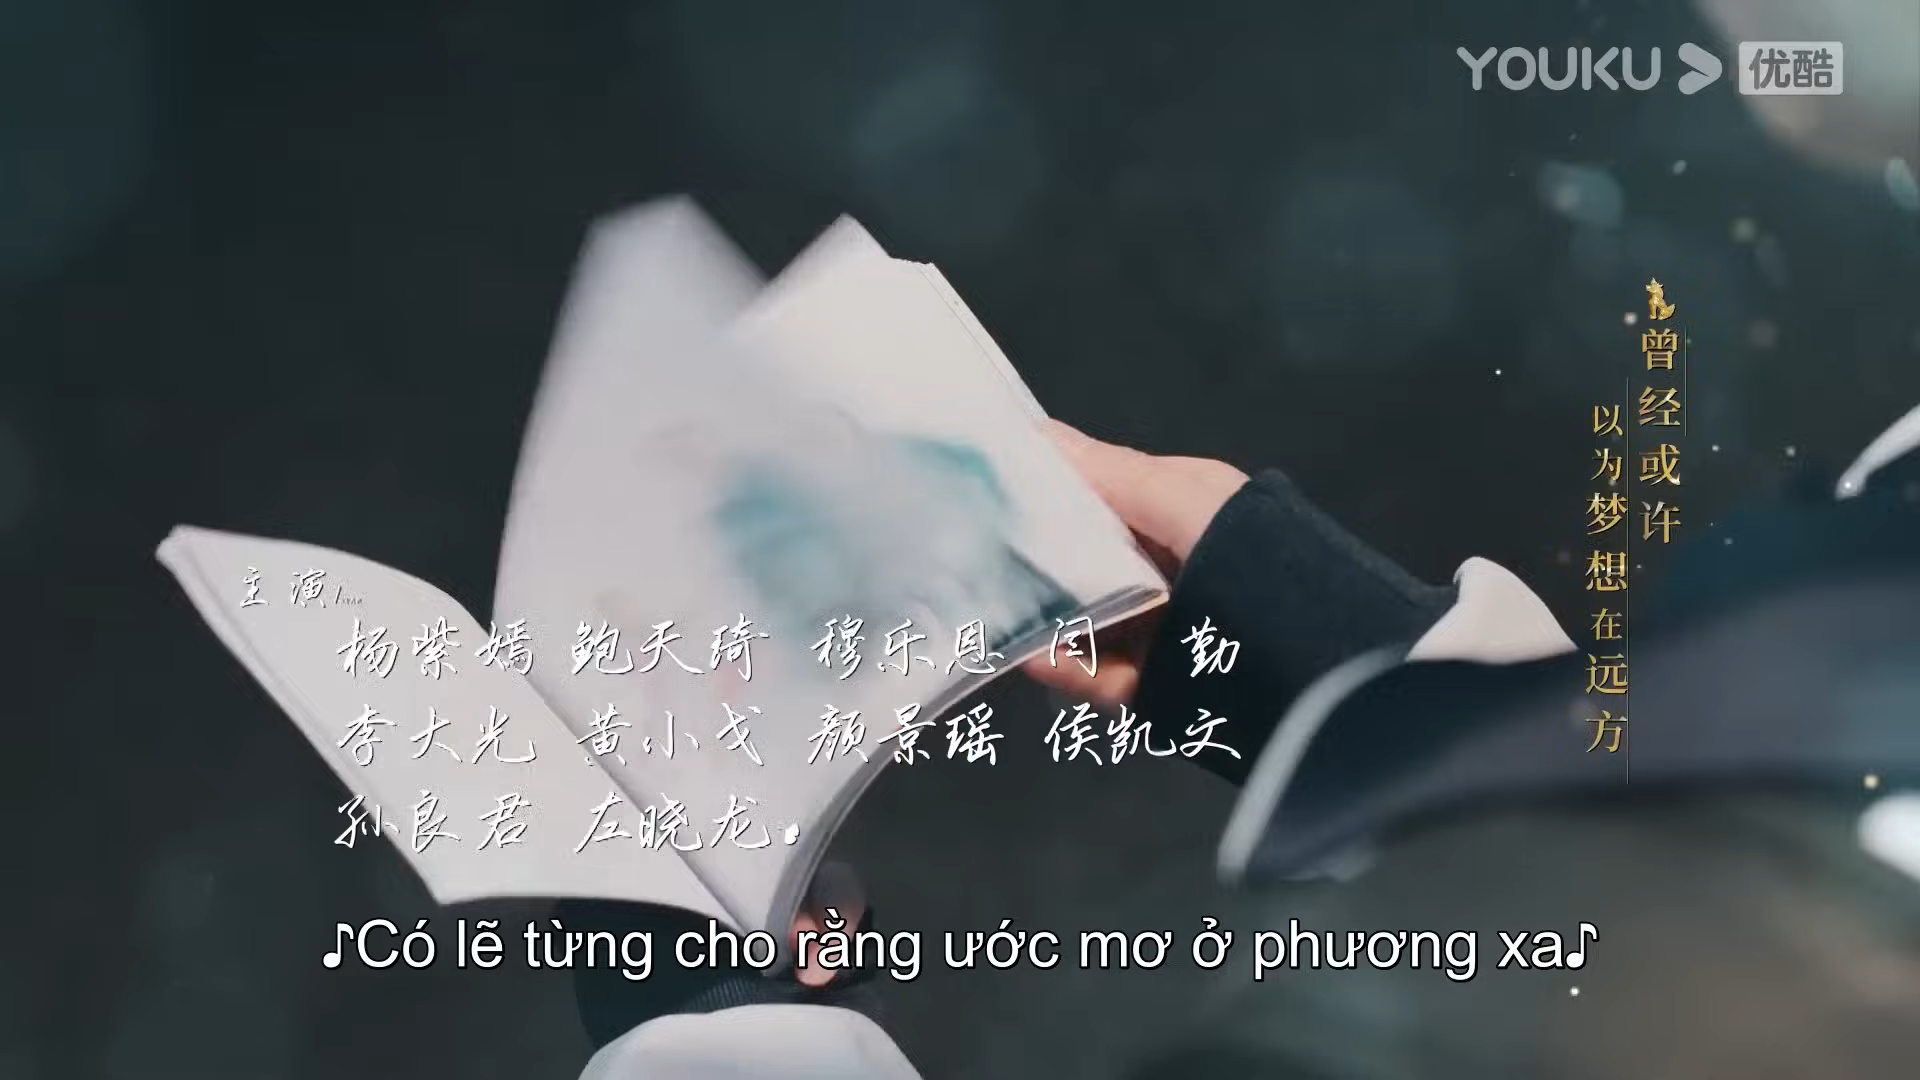 YOUKU 优酷
曾经或许
以为梦想在远方
主演
杨紫嫣 鲍天琦 穆乐恩 闫 勤
李大光 黄小戈 颜景瑶 侯凯文
孙良君 左晓龙
♪Có lẽ từng cho rằng ước mơ ở phương xa♪